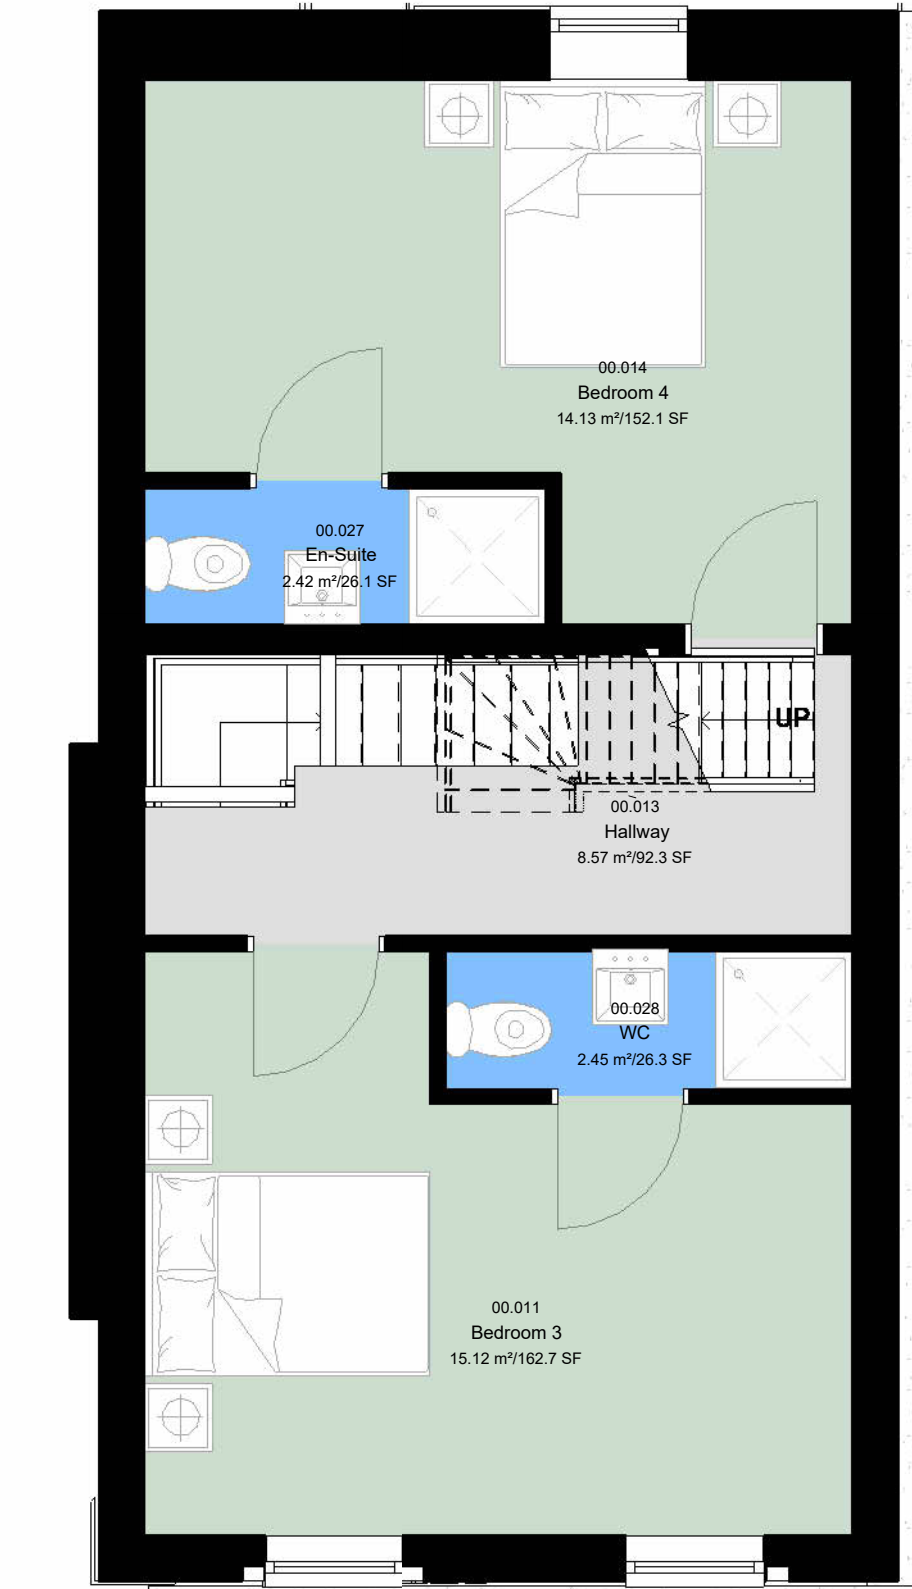 00.014
Bedroom 4
14.13 m²/152.1 SF
00.027
En-Suite
2.42 m²/26.1 SF
UP
00.013
Hallway
8.57 m²/92.3 SF
00.028
WC
2.45 m²/26.3 SF
00.011
Bedroom 3
15.12 m²/162.7 SF